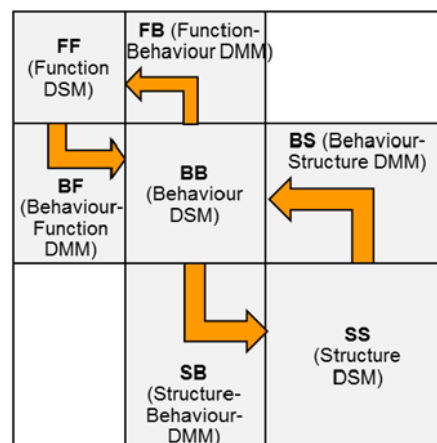 FF
(Function
DSM)
FB (Function-
Behaviour DMM)
BF
(Behaviour-
Function
DMM)
BB
(Behaviour
DSM)
BS (Behaviour-
Structure DMM)
SB
(Structure-
Behaviour-
DMM)
SS
(Structure
DSM)